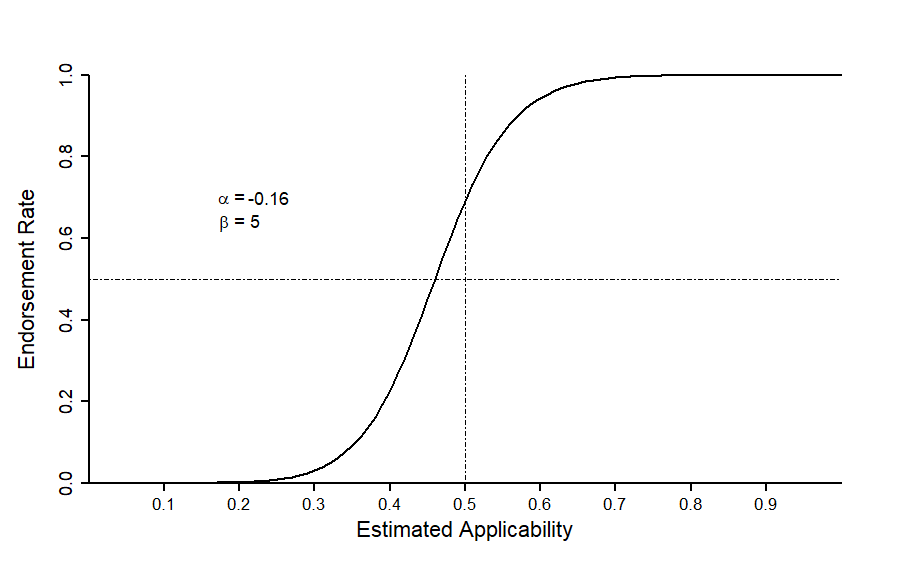 α = -0.16
β = 5
Endorsement Rate
1.0
0.8
0.6
0.4
0.2
0.0
0.1 0.2 0.3 0.4 0.5 0.6 0.7 0.8 0.9
Estimated Applicability